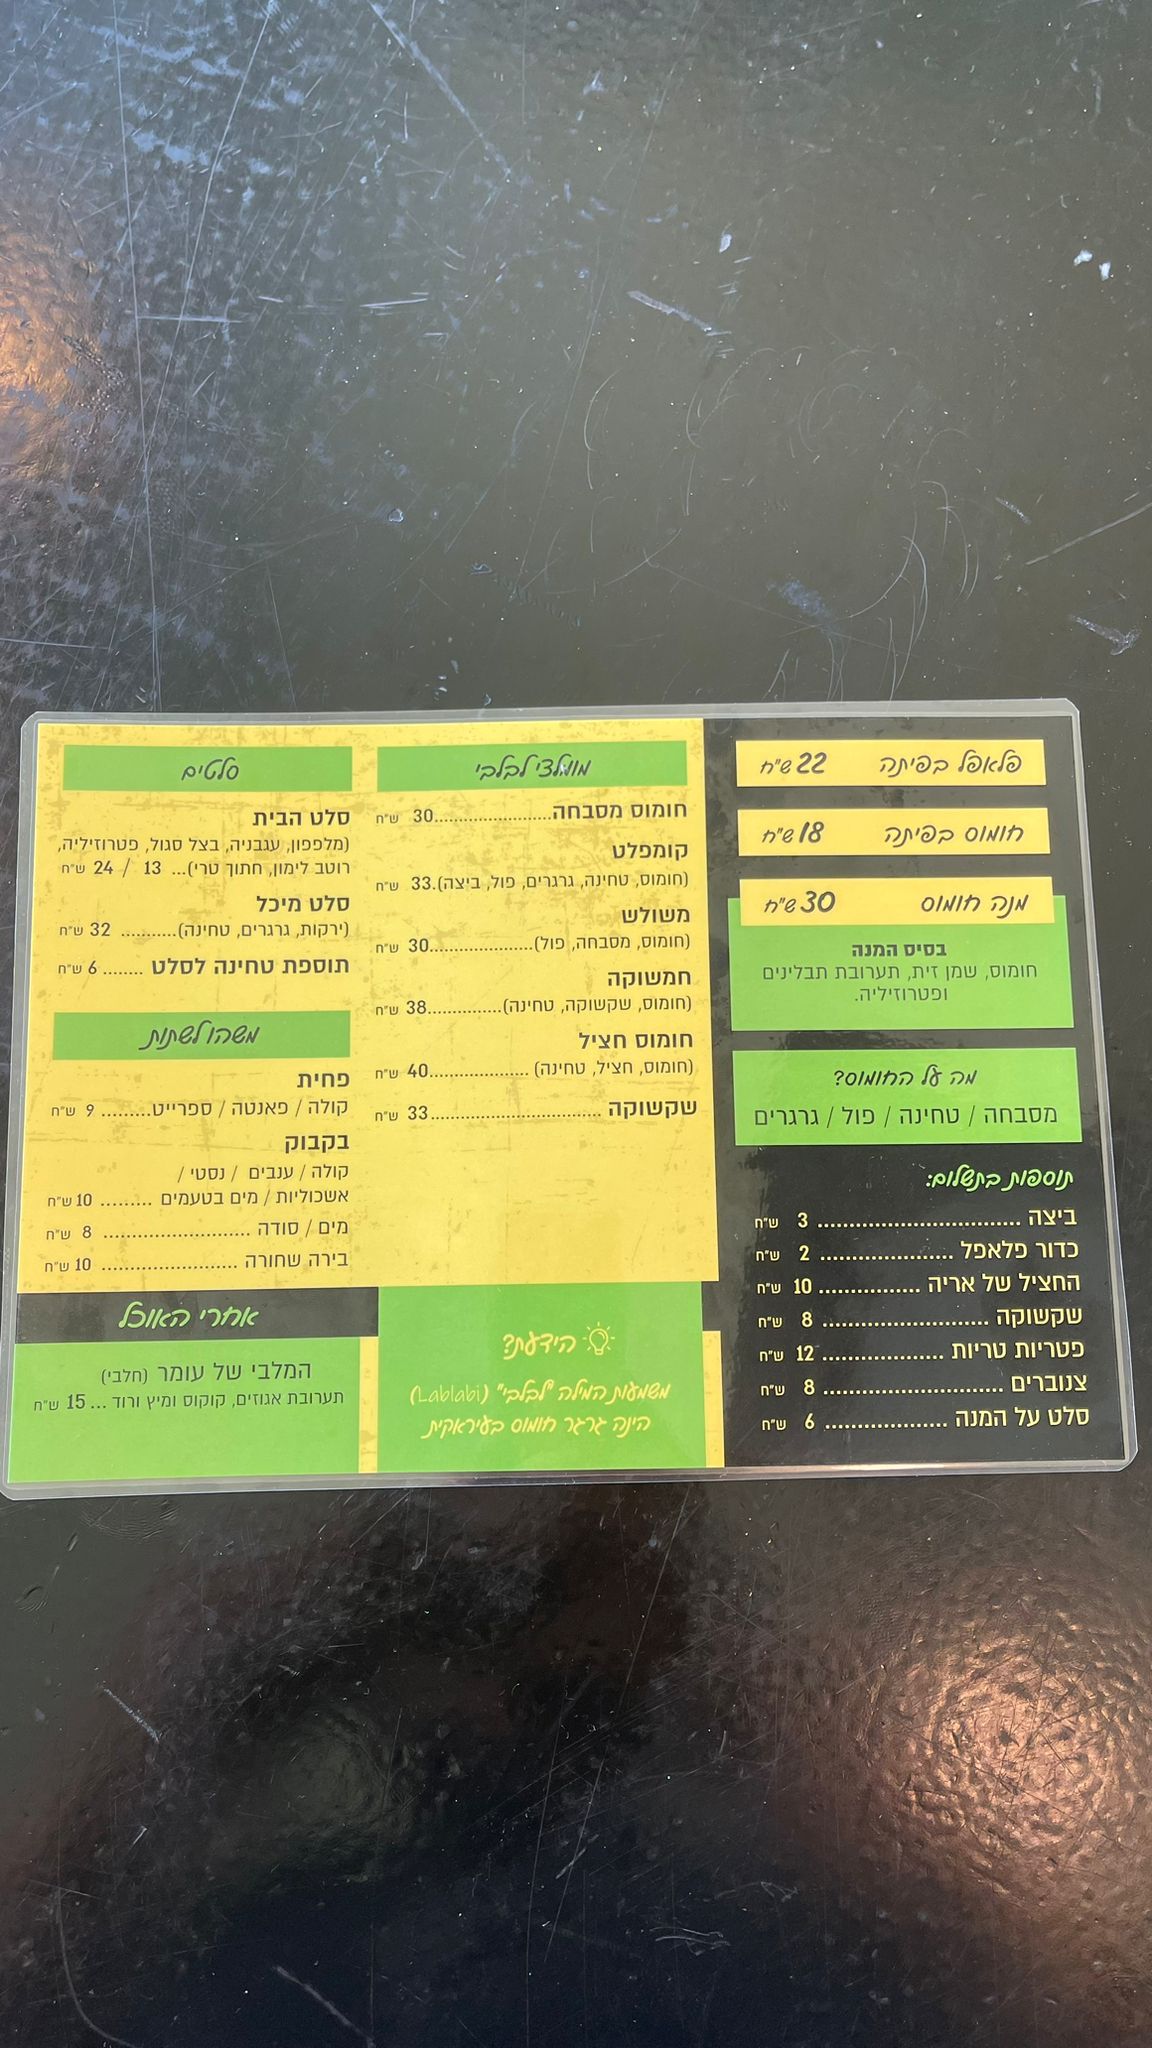 פלאפל בפיתה 22 ש"ח
חומוס בפיתה 18 ש"ח
מנה חומוס 30 ש"ח
בסיס המנה
חומוס, שמן זית, תערובת תבלינים
ופטרוזיליה.
מה על החומוס?
מסבחה / טחינה / פול / גרגרים
תוספות בתשלום:
ביצה ............................... 3 ש"ח
כדור פלאפל .................... 2 ש"ח
החציל של אריה ............... 10 ש"ח
שקשוקה ......................... 8 ש"ח
פטריות טריות .................. 12 ש"ח
צנוברים .......................... 8 ש"ח
סלט על המנה .................. 6 ש"ח
מומלצי לבלבי
חומוס מסבחה..................... 30 ש"ח
קומפלט
(חומוס, טחינה, גרגרים, פול, ביצה).33 ש"ח
משולש
(חומוס, מסבחה, פול)...............30 ש"ח
חמשוקה
(חומוס, שקשוקה, טחינה).............38 ש"ח
חומוס חציל
(חומוס, חציל, טחינה) .................40 ש"ח
שקשוקה .............................33 ש"ח
הידעת?
משמעות המילה "לבלבי" (Lablabi)
הינה גרגר חומוס בעיראקית
סלטים
סלט הבית
(מלפפון, עגבניה, בצל סגול, פטרוזיליה,
רוטב לימון, חתוך טרי)... 13 / 24 ש"ח
סלט מיכל
(ירקות, גרגרים, טחינה)............ 32 ש"ח
תוספת טחינה לסלט ....... 6 ש"ח
משהו לשתות
פחית
קולה / פאנטה / ספרייט........ 9 ש"ח
בקבוק
קולה / ענבים / נסטי /
אשכוליות / מים בטעמים ......... 10 ש"ח
מים / סודה ...................... 8 ש"ח
בירה שחורה .................... 10 ש"ח
אחרי האוכל
המלבי של עומר (חלבי)
תערובת אגוזים, קוקוס ומיץ ורוד ... 15 ש"ח